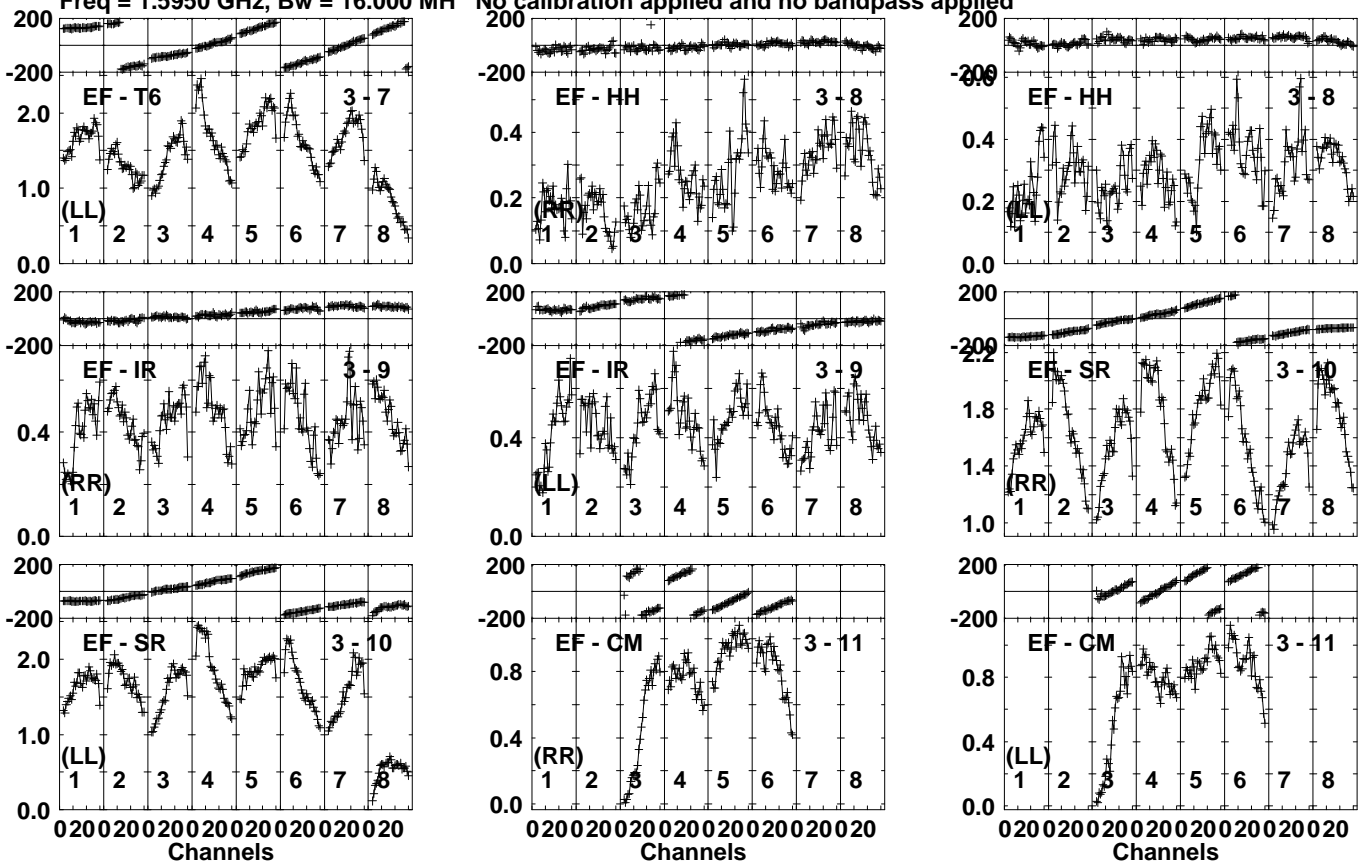 Freq = 1.5950 GHz, Bw = 16.000 MH No calibration applied and no bandpass applied
200
-200
EF - T6 3 - 7
2.0
1.0
0.0
(LL)
1 2 3 4 5 6 7 8
200
-200
EF - HH 3 - 8
0.4
0.2
0.0
(RR)
1 2 3 4 5 6 7 8
200
-200
0.6
EF - HH 3 - 8
0.4
0.2
0.0
(LL)
1 2 3 4 5 6 7 8
200
-200
EF - IR 3 - 9
0.4
0.0
(RR)
1 2 3 4 5 6 7 8
200
-200
EF - IR 3 - 9
0.4
0.0
(LL)
1 2 3 4 5 6 7 8
200
-200
2.2
EF - SR 3 - 10
1.8
1.4
1.0
(RR)
1 2 3 4 5 6 7 8
200
-200
EF - SR 3 - 10
2.0
1.0
0.0
(LL)
1 2 3 4 5 6 7 8
0 20 0 20 0 20 0 20 0 20 0 20 0 20 0 20
Channels
200
-200
EF - CM 3 - 11
0.8
0.4
0.0
(RR)
1 2 3 4 5 6 7 8
0 20 0 20 0 20 0 20 0 20 0 20 0 20 0 20
Channels
200
-200
EF - CM 3 - 11
0.8
0.4
0.0
(LL)
1 2 3 4 5 6 7 8
0 20 0 20 0 20 0 20 0 20 0 20 0 20 0 20
Channels